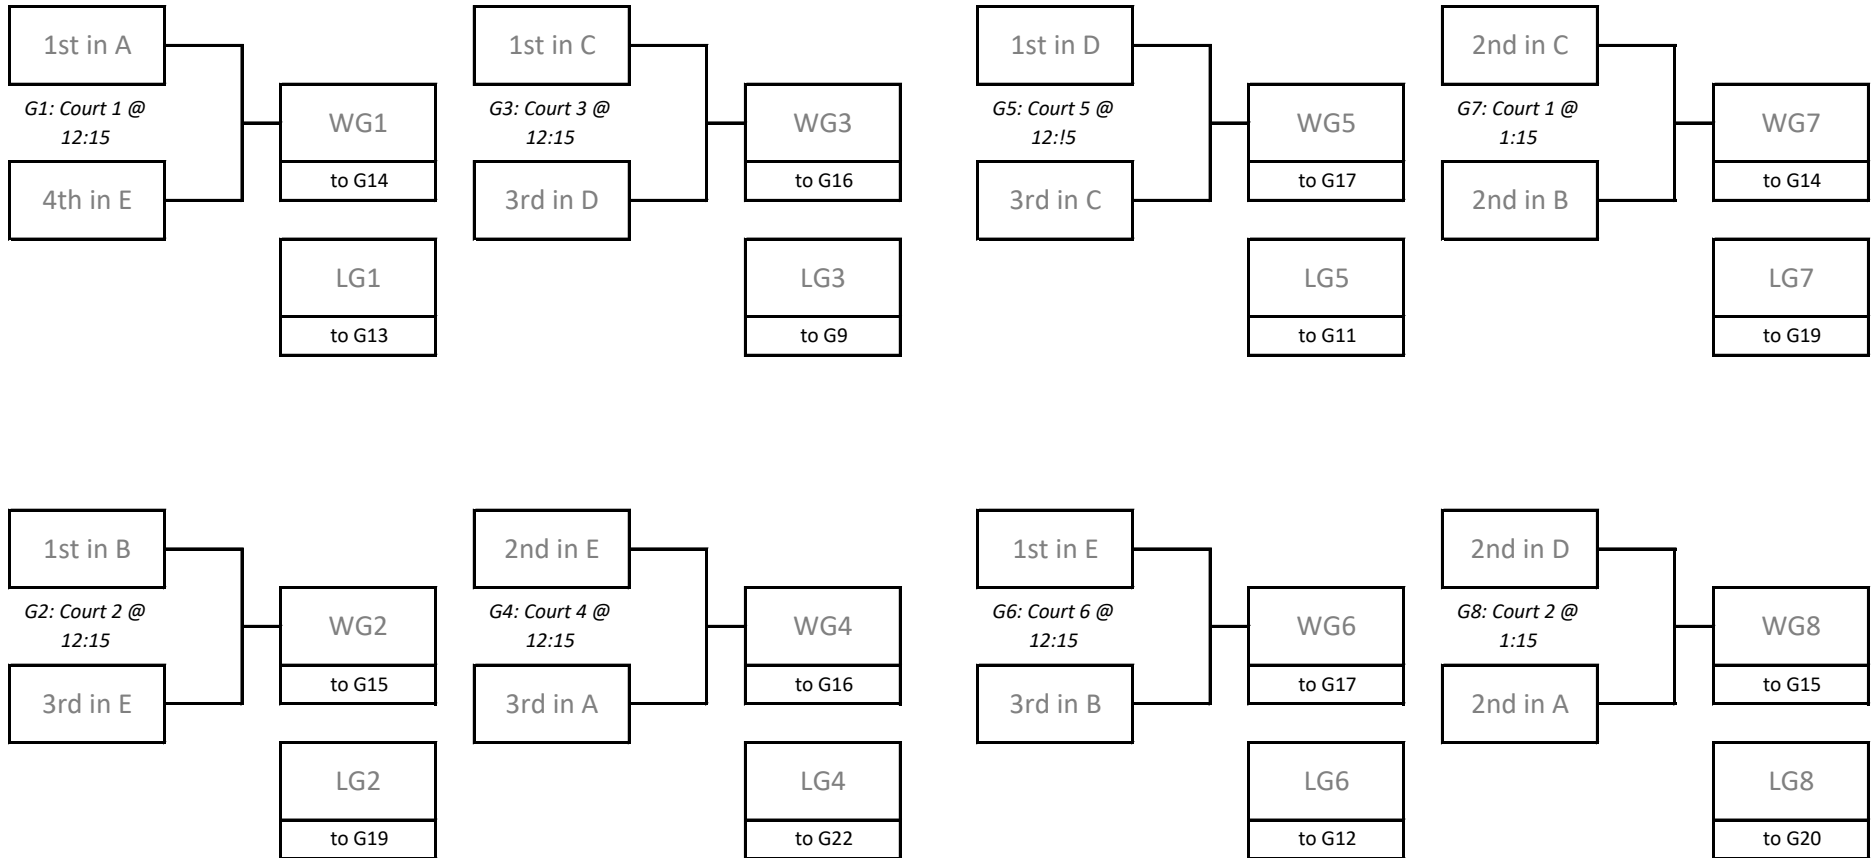 1st in A
1st in C
1st in D
2nd in C
G1: Court 1 @
12:15
WG1
G3: Court 3 @
12:15
WG3
G5: Court 5 @
12:!5
WG5
G7: Court 1 @
1:15
WG7
4th in E
to G14
3rd in D
to G16
3rd in C
to G17
2nd in B
to G14
LG1
LG3
LG5
LG7
to G13
to G9
to G11
to G19
1st in B
2nd in E
1st in E
2nd in D
G2: Court 2 @
12:15
WG2
G4: Court 4 @
12:15
WG4
G6: Court 6 @
12:15
WG6
G8: Court 2 @
1:15
WG8
3rd in E
to G15
3rd in A
to G16
3rd in B
to G17
2nd in A
to G15
LG2
LG4
LG6
LG8
to G19
to G22
to G12
to G20